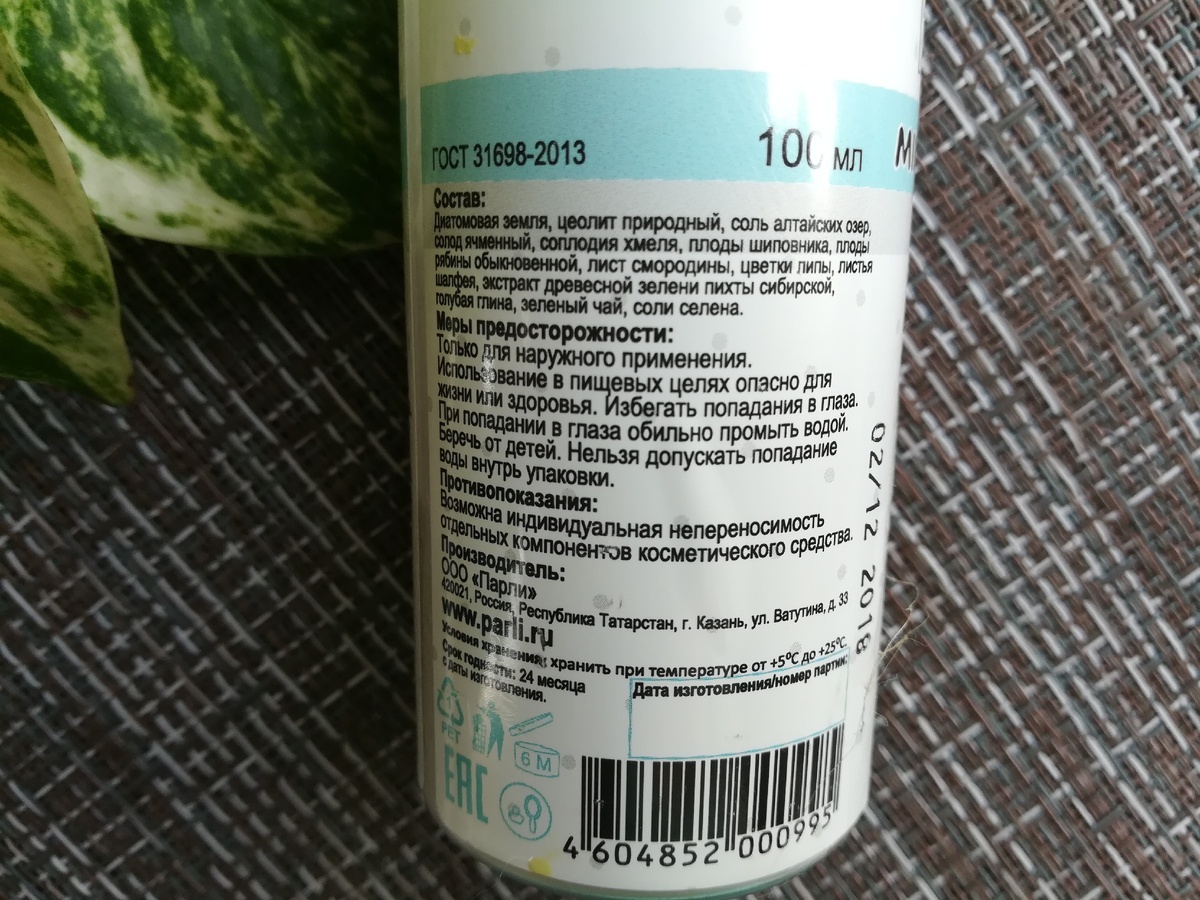 ГОСТ 31698-2013
100 мл
Состав:
Диатомовая земля, цеолит природный, соль алтайских озер,
солод ячменный, соплодия хмеля, плоды шиповника, плоды
рябины обыкновенной, лист смородины, цветки липы, листья
шалфея, экстракт древесной зелени пихты сибирской,
голубая глина, зеленый чай, соли селена.
Меры предосторожности:
Только для наружного применения.
Использование в пищевых целях опасно для
жизни или здоровья. Избегать попадания в глаза.
При попадании в глаза обильно промыть водой.
Беречь от детей. Нельзя допускать попадание
воды внутрь упаковки.
Противопоказания:
Возможна индивидуальная непереносимость
отдельных компонентов косметического средства.
Производитель:
ООО «Парли»
420021, Россия, Республика Татарстан, г. Казань, ул. Ватутина, д. 33
www.parli.ru
Условия хранения: хранить при температуре от +5°С до +25°С.
Срок годности: 24 месяца
с даты изготовления.
Дата изготовления/номер партии:
02/12 2018
PET
6 M
EAC
4 604852 000995